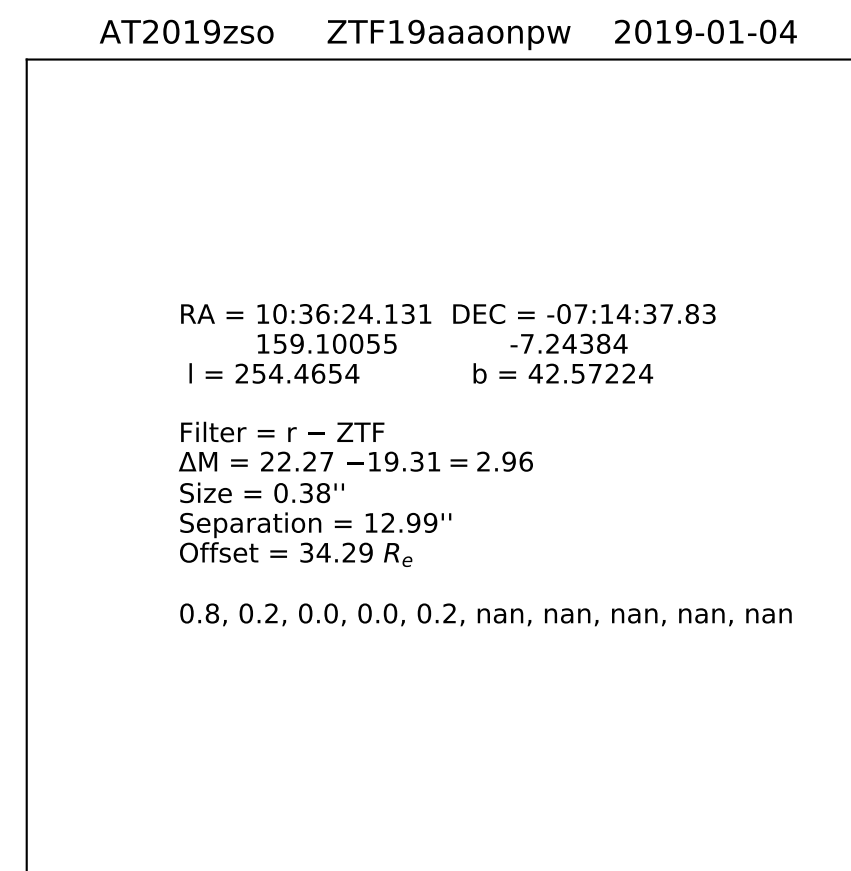 AT2019zso ZTF19aaaonpw 2019-01-04
RA = 10:36:24.131 DEC = -07:14:37.83
159.10055 -7.24384
l = 254.4654 b = 42.57224
Filter = r − ZTF
ΔM = 22.27 −19.31 = 2.96
Size = 0.38''
Separation = 12.99''
Offset = 34.29 Re
0.8, 0.2, 0.0, 0.0, 0.2, nan, nan, nan, nan, nan